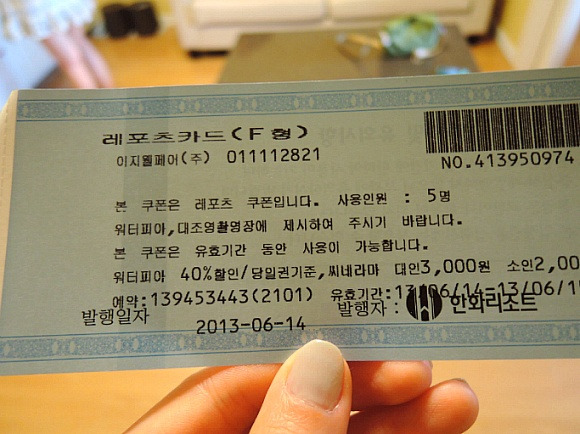 레포츠카드(F형)
이지웰페어(주) 011112821
NO.413950974
본 쿠폰은 레포츠 쿠폰입니다. 사용인원 : 5명
워터피아,대조영촬영장에 제시하여 주시기 바랍니다.
본 쿠폰은 유효기간 동안 사용이 가능합니다.
워터피아 40%할인/당일권기준,씨네라마 대인3,000원 소인2,00
예약:139453443(2101) 유효기간:13/06/14-13/06/1
발행일자 2013-06-14 발행자 : 한화리조트